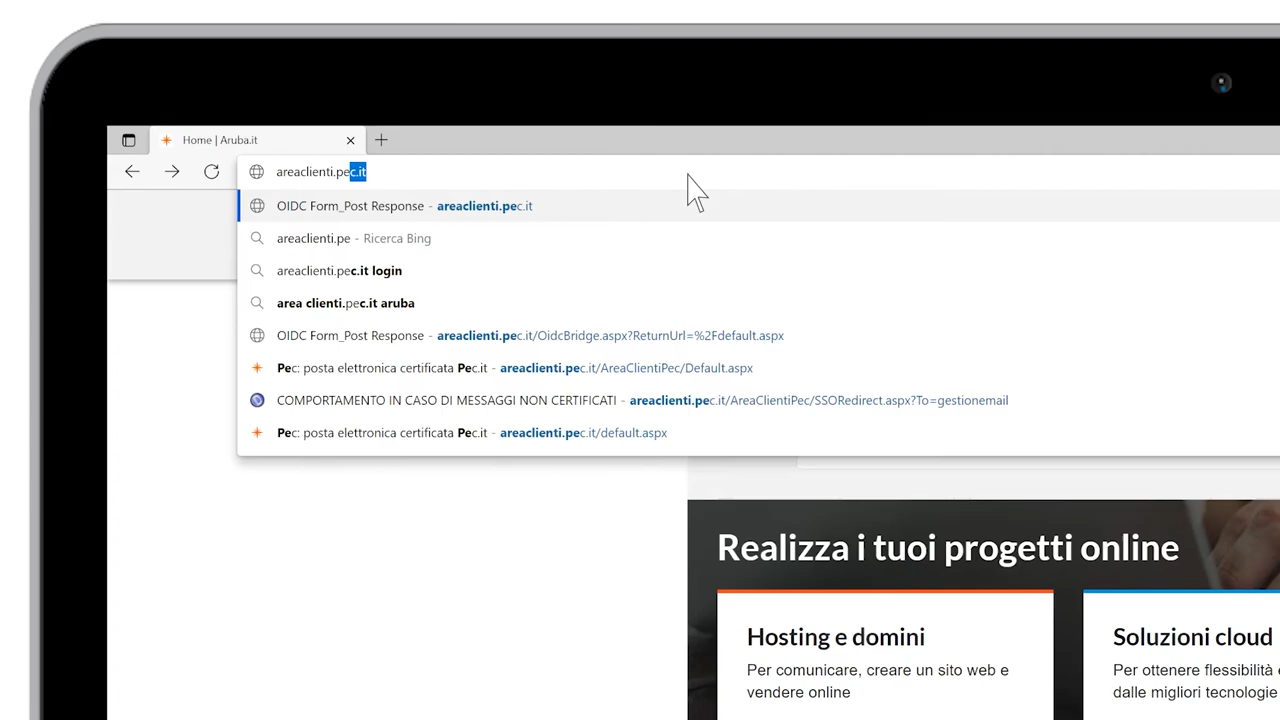 Home | Aruba.it
areaclienti.pec.it
OIDC Form_Post Response - areaclienti.pec.it
areaclienti.pe - Ricerca Bing
areaclienti.pec.it login
area clienti.pec.it aruba
OIDC Form_Post Response - areaclienti.pec.it/OidcBridge.aspx?ReturnUrl=%2Fdefault.aspx
Pec: posta elettronica certificata Pec.it - areaclienti.pec.it/AreaClientiPec/Default.aspx
COMPORTAMENTO IN CASO DI MESSAGGI NON CERTIFICATI - areaclienti.pec.it/AreaClientiPec/SSORedirect.aspx?To=gestionemail
Pec: posta elettronica certificata Pec.it - areaclienti.pec.it/default.aspx
Realizza i tuoi progetti online
Hosting e domini
Per comunicare, creare un sito web e
vendere online
Soluzioni cloud
Per ottenere flessibilità
dalle migliori tecnologie